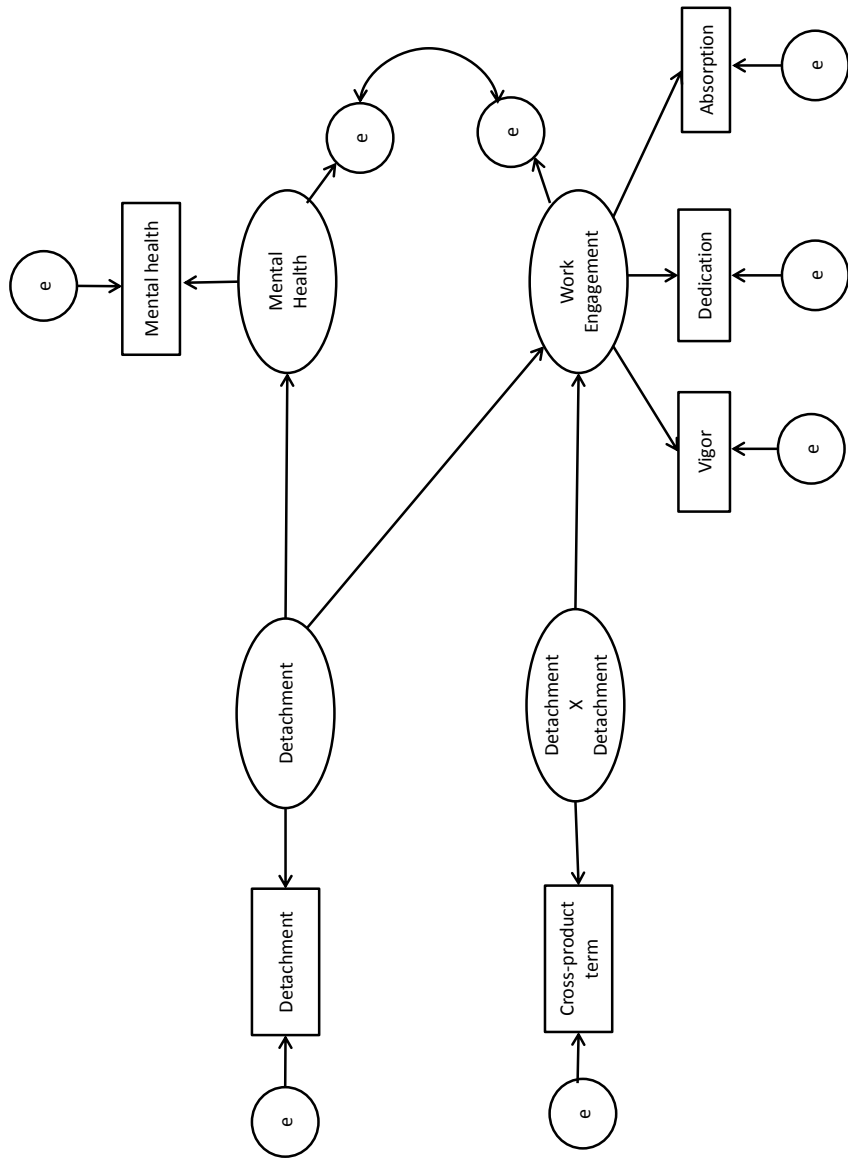 e
Mental health
e
Detachment
Detachment
Mental
Health
e
e
e
Cross-product
term
Detachment
X
Detachment
Work
Engagement
Vigor
Dedication
Absorption
e
e
e